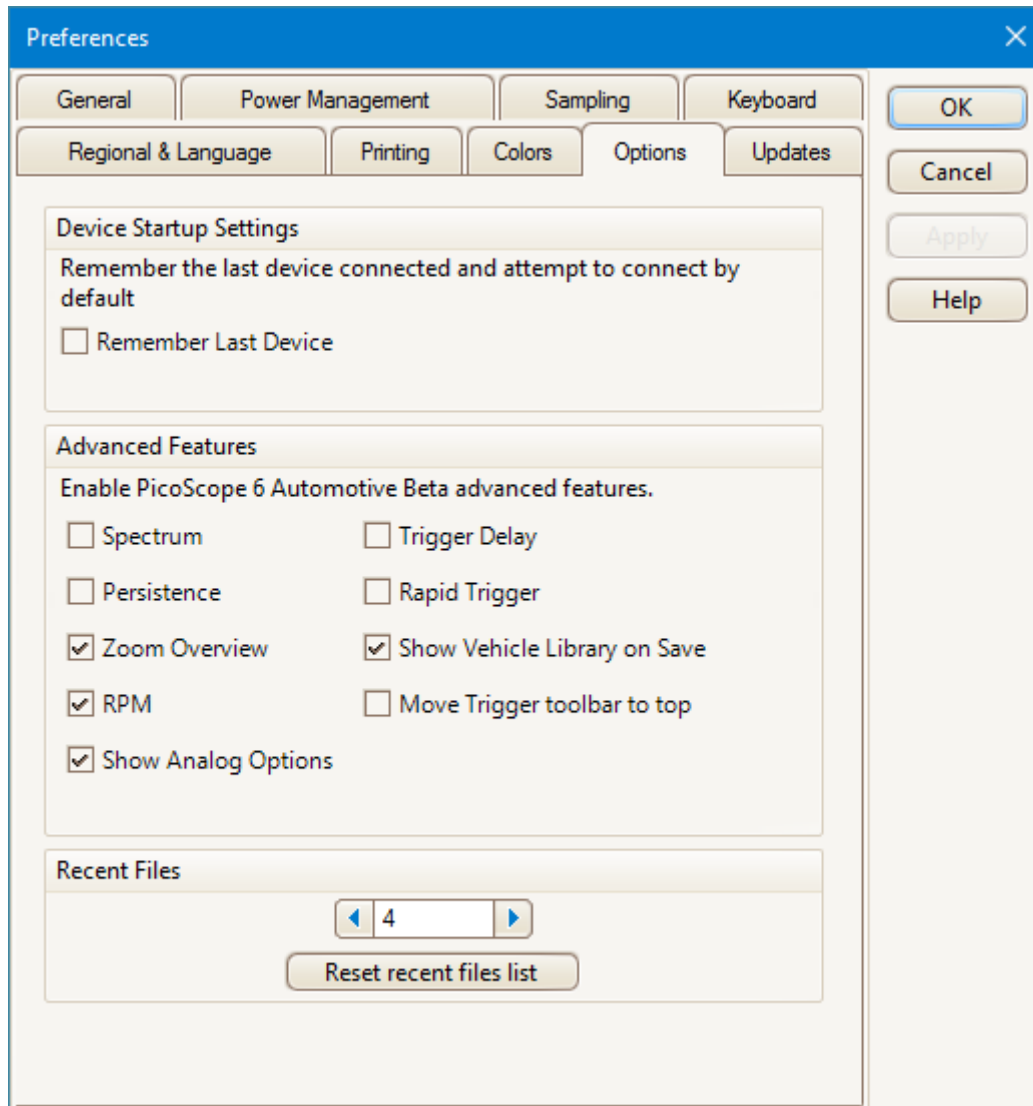 Preferences
General Power Management Sampling Keyboard
Regional & Language Printing Colors Options Updates
OK
Cancel
Apply
Help
Device Startup Settings
Remember the last device connected and attempt to connect by
default
Remember Last Device
Advanced Features
Enable PicoScope 6 Automotive Beta advanced features.
Spectrum Trigger Delay
Persistence Rapid Trigger
Zoom Overview Show Vehicle Library on Save
RPM Move Trigger toolbar to top
Show Analog Options
Recent Files
4
Reset recent files list